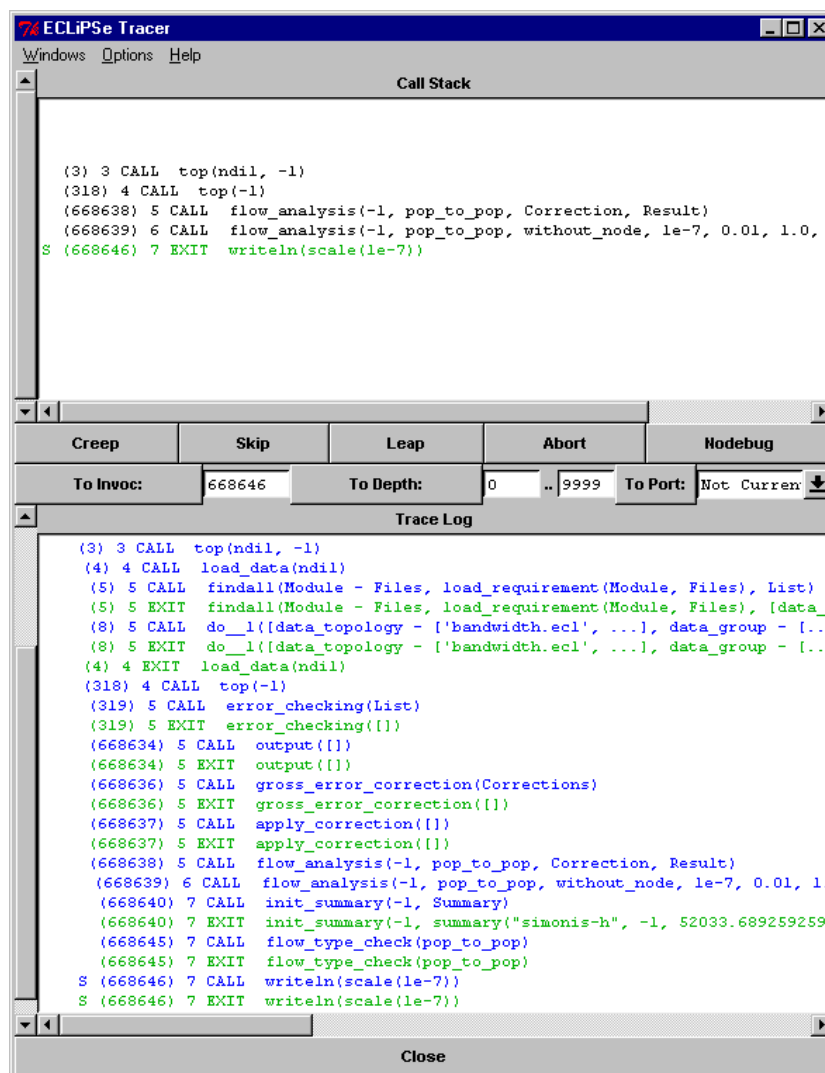 ECLiPSe Tracer
Windows Options Help
Call Stack
(3) 3 CALL top(ndil, -1)
(318) 4 CALL top(-1)
(668638) 5 CALL flow_analysis(-1, pop_to_pop, Correction, Result)
(668639) 6 CALL flow_analysis(-1, pop_to_pop, without_node, 1e-7, 0.01, 1.0,
S (668646) 7 EXIT writeln(scale(1e-7))
Creep Skip Leap Abort Nodebug
To Invoc: 668646 To Depth: 0 .. 9999 To Port: Not Curren
Trace Log
(3) 3 CALL top(ndil, -1)
(4) 4 CALL load_data(ndil)
(5) 5 CALL findall(Module - Files, load_requirement(Module, Files), List)
(5) 5 EXIT findall(Module - Files, load_requirement(Module, Files), [data_
(8) 5 CALL do__1([data_topology - ['bandwidth.ecl', ...], data_group - [..
(8) 5 EXIT do__1([data_topology - ['bandwidth.ecl', ...], data_group - [..
(4) 4 EXIT load_data(ndil)
(318) 4 CALL top(-1)
(319) 5 CALL error_checking(List)
(319) 5 EXIT error_checking([])
(668634) 5 CALL output([])
(668634) 5 EXIT output([])
(668636) 5 CALL gross_error_correction(Corrections)
(668636) 5 EXIT gross_error_correction([])
(668637) 5 CALL apply_correction([])
(668637) 5 EXIT apply_correction([])
(668638) 5 CALL flow_analysis(-1, pop_to_pop, Correction, Result)
(668639) 6 CALL flow_analysis(-1, pop_to_pop, without_node, 1e-7, 0.01, 1.
(668640) 7 CALL init_summary(-1, Summary)
(668640) 7 EXIT init_summary(-1, summary("simonis-h", -1, 52033.689259259
(668645) 7 CALL flow_type_check(pop_to_pop)
(668645) 7 EXIT flow_type_check(pop_to_pop)
S (668646) 7 CALL writeln(scale(1e-7))
S (668646) 7 EXIT writeln(scale(1e-7))
Close